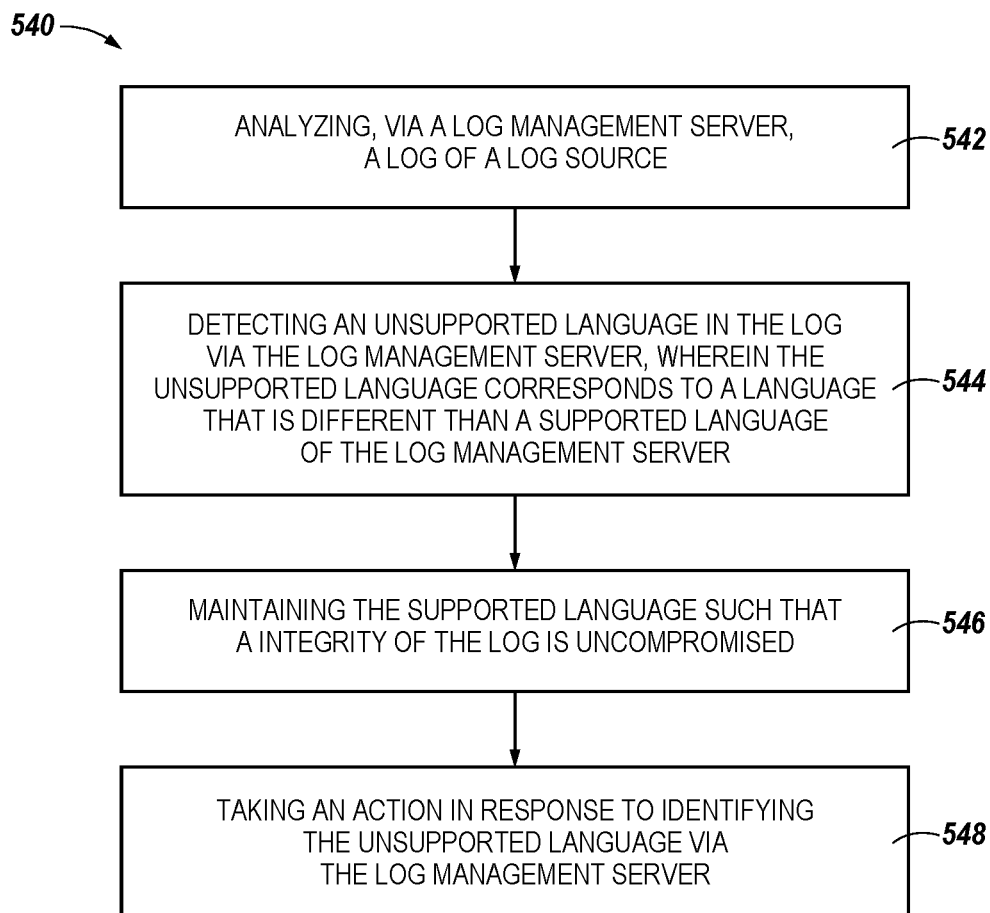 540
ANALYZING, VIA A LOG MANAGEMENT SERVER,
A LOG OF A LOG SOURCE
542
DETECTING AN UNSUPPORTED LANGUAGE IN THE LOG
VIA THE LOG MANAGEMENT SERVER, WHEREIN THE
UNSUPPORTED LANGUAGE CORRESPONDS TO A LANGUAGE
THAT IS DIFFERENT THAN A SUPPORTED LANGUAGE
OF THE LOG MANAGEMENT SERVER
544
MAINTAINING THE SUPPORTED LANGUAGE SUCH THAT
A INTEGRITY OF THE LOG IS UNCOMPROMISED
546
TAKING AN ACTION IN RESPONSE TO IDENTIFYING
THE UNSUPPORTED LANGUAGE VIA
THE LOG MANAGEMENT SERVER
548